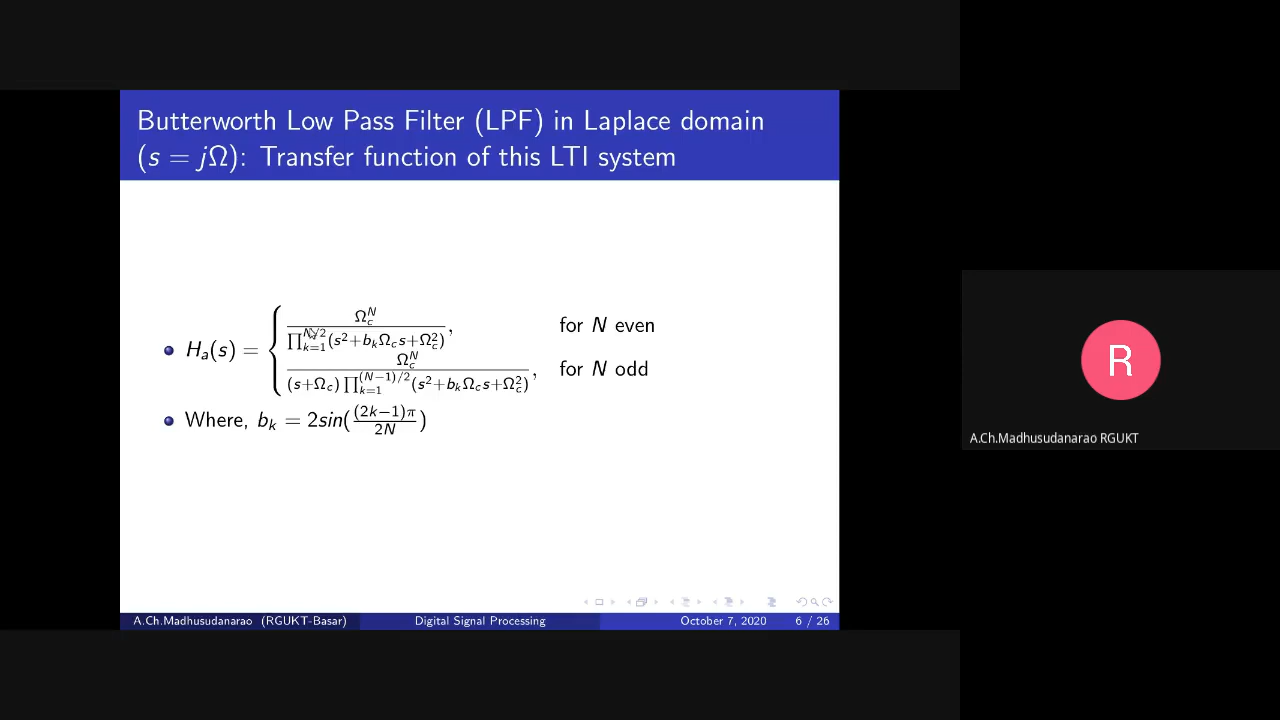 Butterworth Low Pass Filter (LPF) in Laplace domain
(s = jΩ): Transfer function of this LTI system
H_a(s) = { Ω_c^N / ∏_{k=1}^{N/2}(s^2+b_kΩ_cs+Ω_c^2), for N even
Ω_c^N / (s+Ω_c)∏_{k=1}^{(N−1)/2}(s^2+b_kΩ_cs+Ω_c^2), for N odd
Where, b_k = 2sin((2k−1)π/2N)
A.Ch.Madhusudanarao (RGUKT-Basar) Digital Signal Processing October 7, 2020 6 / 26
R
A.Ch.Madhusudanarao RGUKT